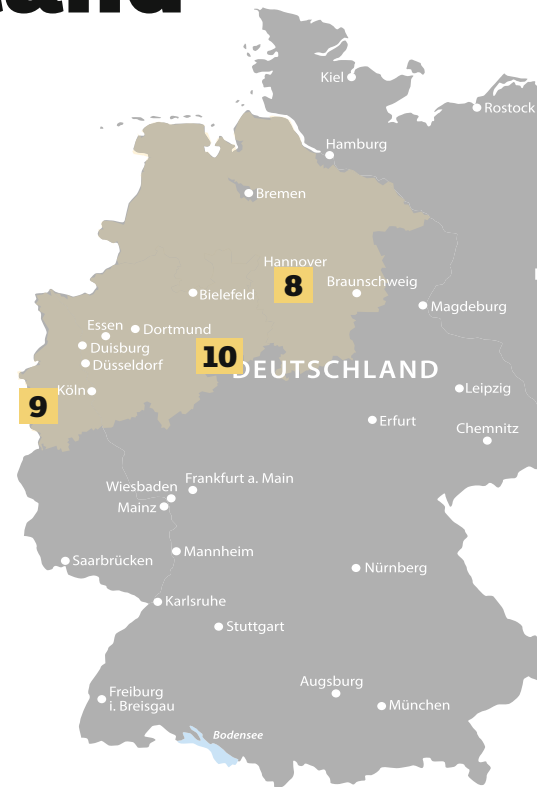 Kiel
Rostock
Hamburg
Bremen
Hannover
8
Braunschweig
Bielefeld
Magdeburg
Essen
Dortmund
Duisburg
Düsseldorf
10
DEUTSCHLAND
Köln
9
Leipzig
Erfurt
Chemnitz
Wiesbaden
Frankfurt a. Main
Mainz
Mannheim
Saarbrücken
Nürnberg
Karlsruhe
Stuttgart
Augsburg
Freiburg
i. Breisgau
München
Bodensee